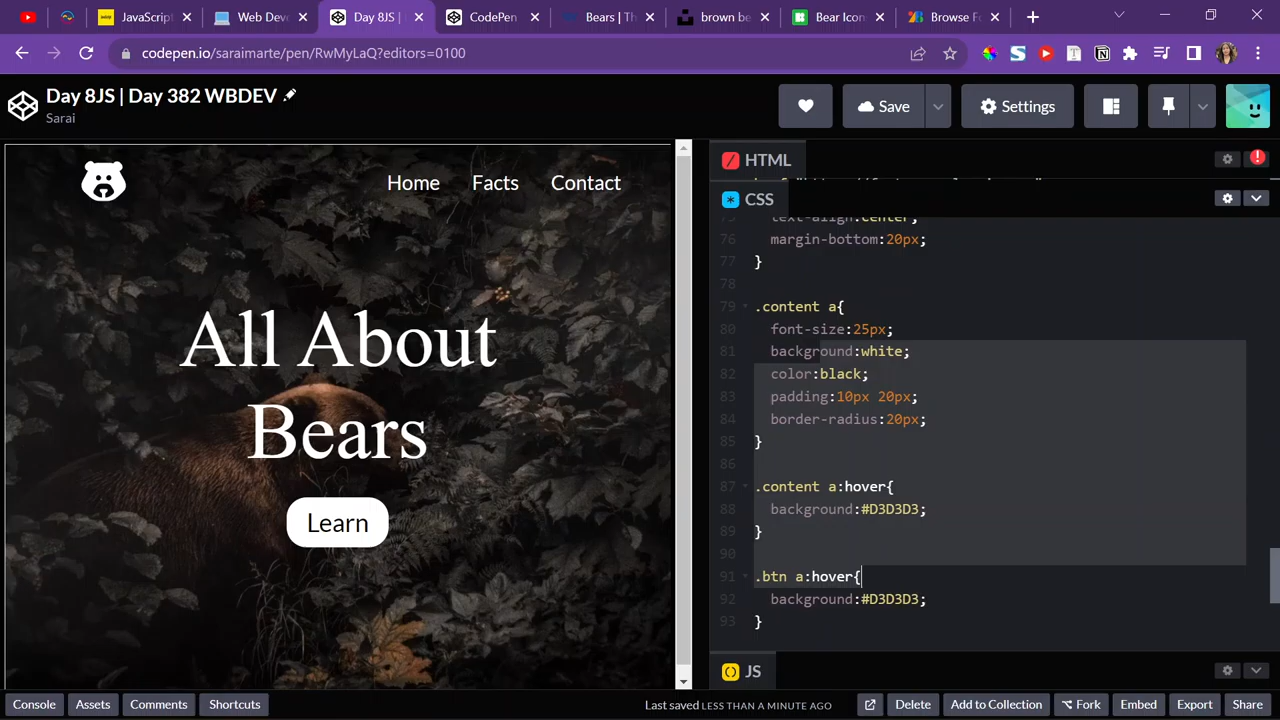 JavaScript
Web Dev
Day 8JS |
CodePen
Bears | Th
brown be
Bear Icon
Browse Fo
codepen.io/saraimarte/pen/RwMyLaQ?editors=0100
Day 8JS | Day 382 WBDEV
Sarai
Save
Settings
Home Facts Contact
All About
Bears
Learn
HTML
CSS
text-align:center;
76 margin-bottom:20px;
77 }
78
79 .content a{
80 font-size:25px;
81 background:white;
82 color:black;
83 padding:10px 20px;
84 border-radius:20px;
85 }
86
87 .content a:hover{
88 background:#D3D3D3;
89 }
90
91 .btn a:hover{
92 background:#D3D3D3;
93 }
JS
Console Assets Comments Shortcuts Last saved LESS THAN A MINUTE AGO Delete Add to Collection Fork Embed Export Share